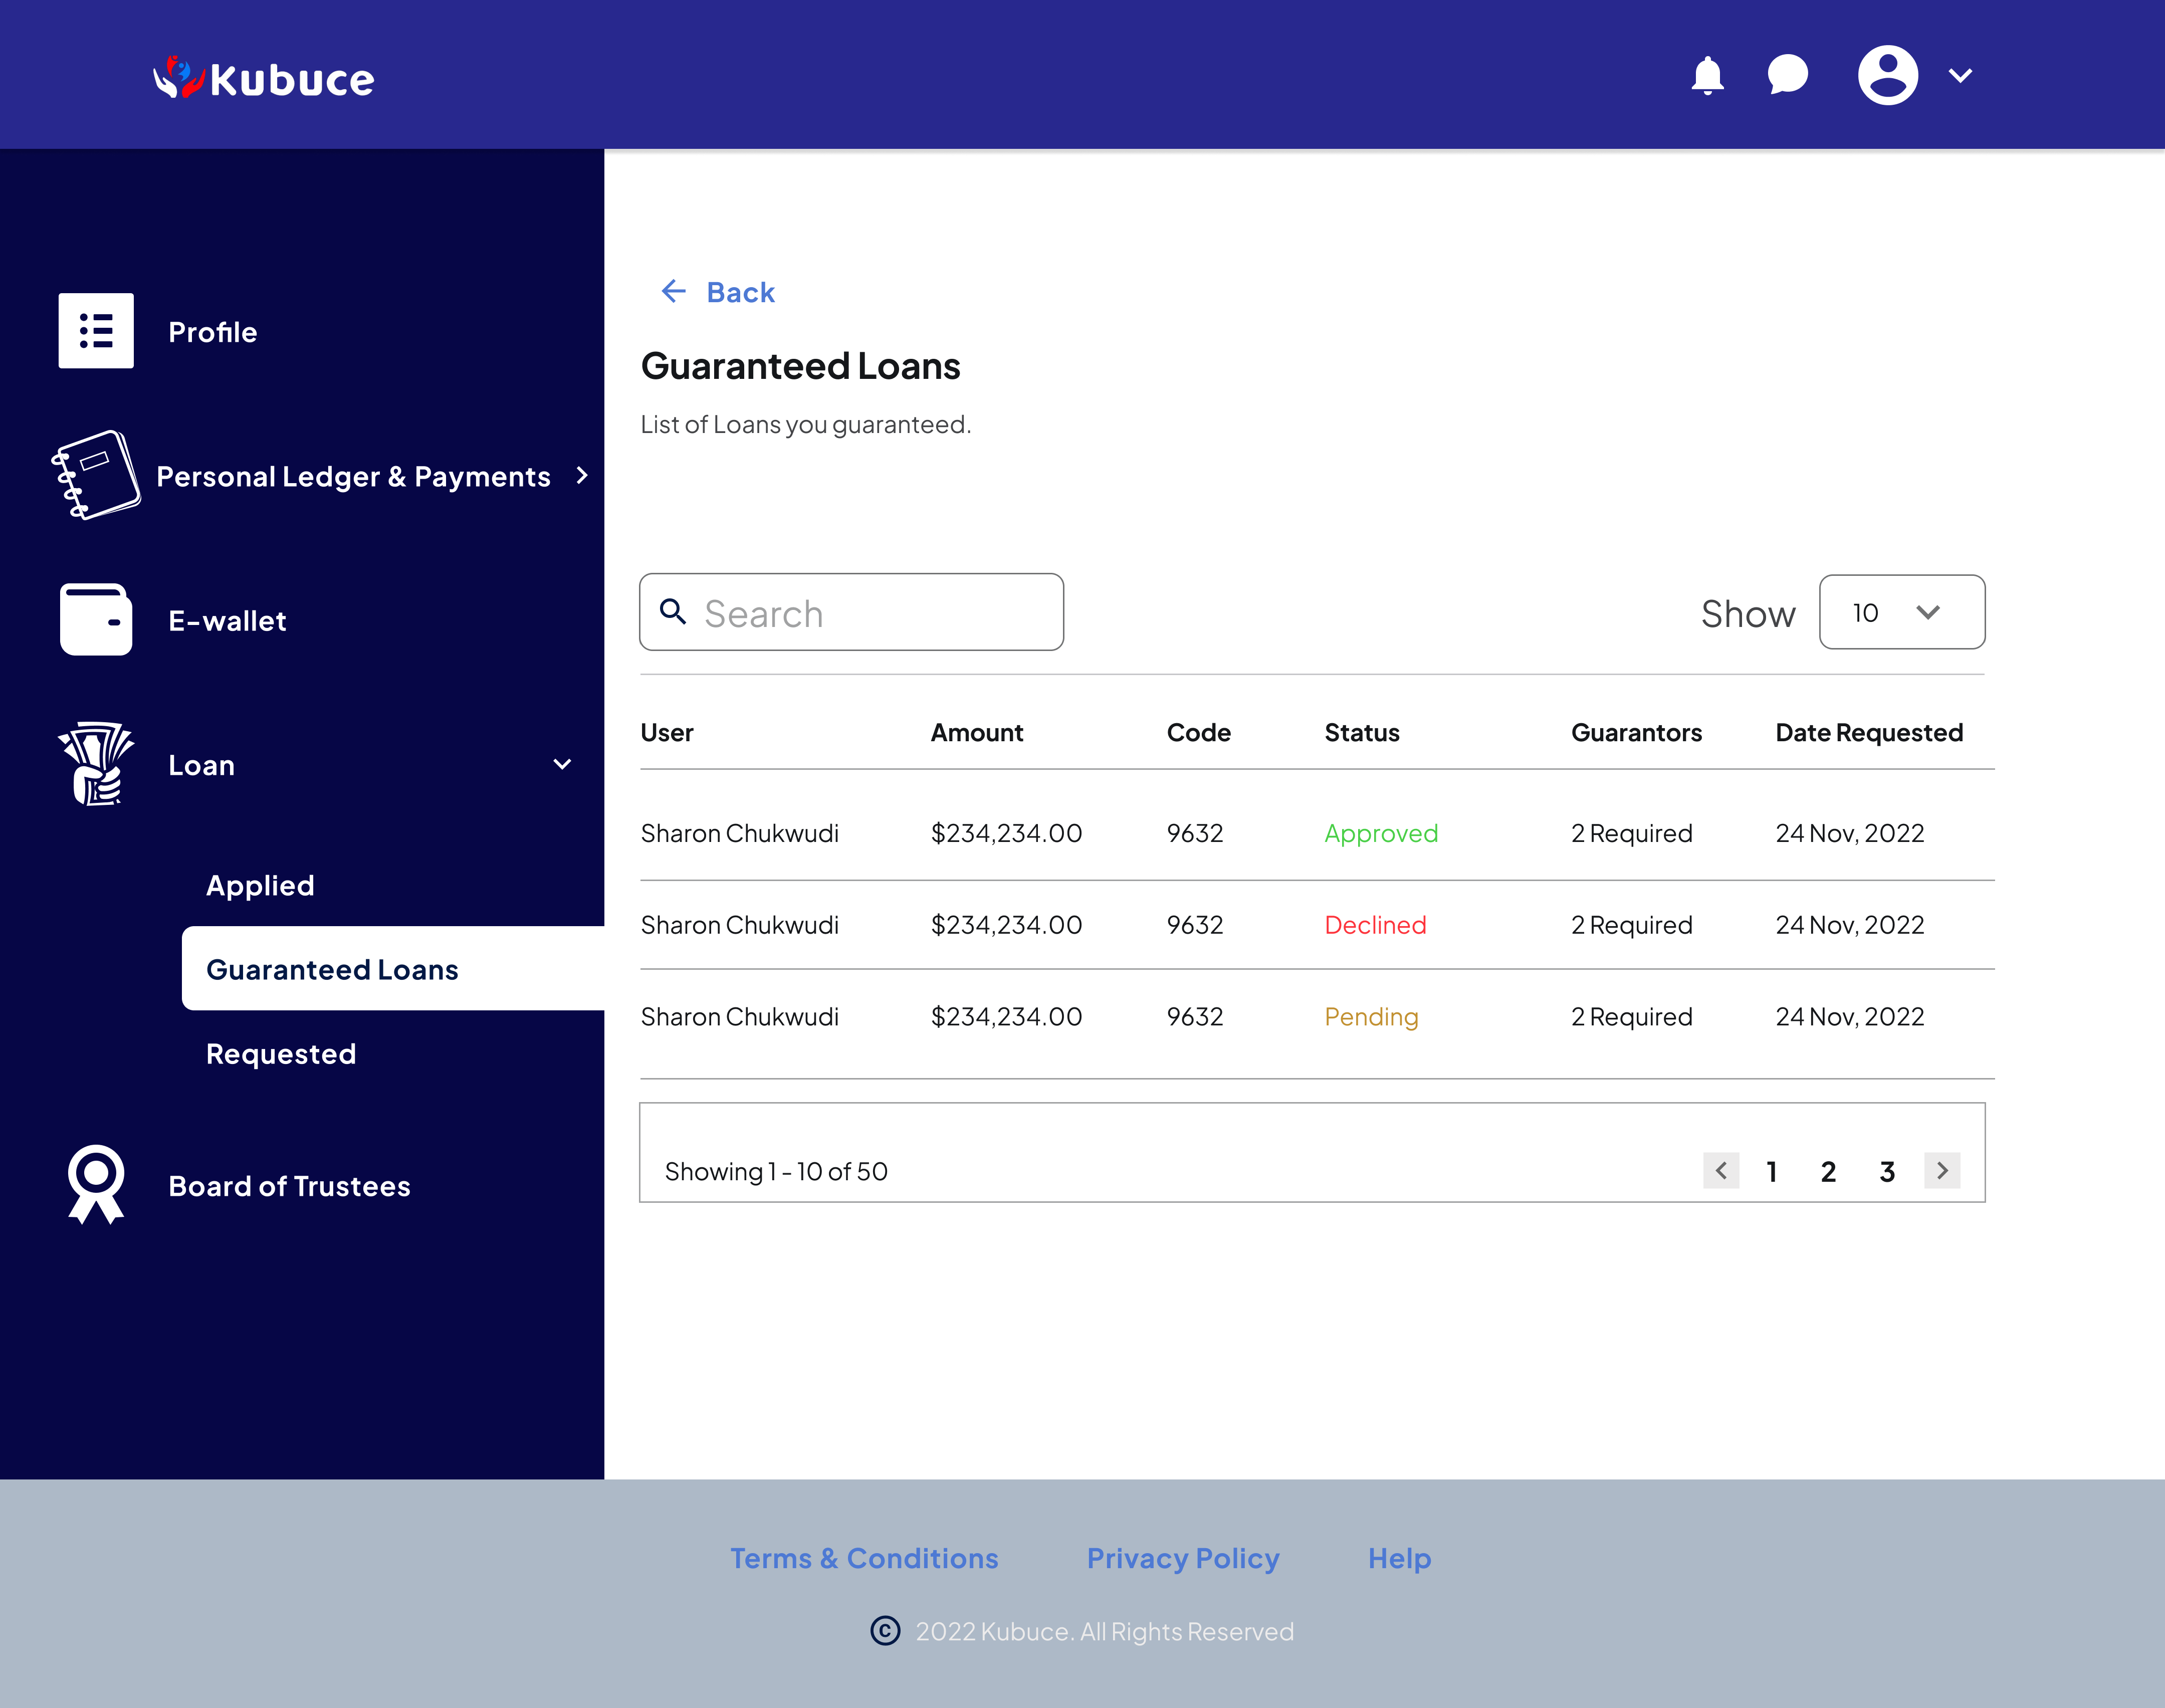 Kubuce
Profile
Personal Ledger & Payments
E-wallet
Loan
Applied
Guaranteed Loans
Requested
Board of Trustees
Back
Guaranteed Loans
List of Loans you guaranteed.
Search
Show 10
User Amount Code Status Guarantors Date Requested
Sharon Chukwudi $234,234.00 9632 Approved 2 Required 24 Nov, 2022
Sharon Chukwudi $234,234.00 9632 Declined 2 Required 24 Nov, 2022
Sharon Chukwudi $234,234.00 9632 Pending 2 Required 24 Nov, 2022
Showing 1 - 10 of 50 1 2 3
Terms & Conditions Privacy Policy Help
© 2022 Kubuce. All Rights Reserved